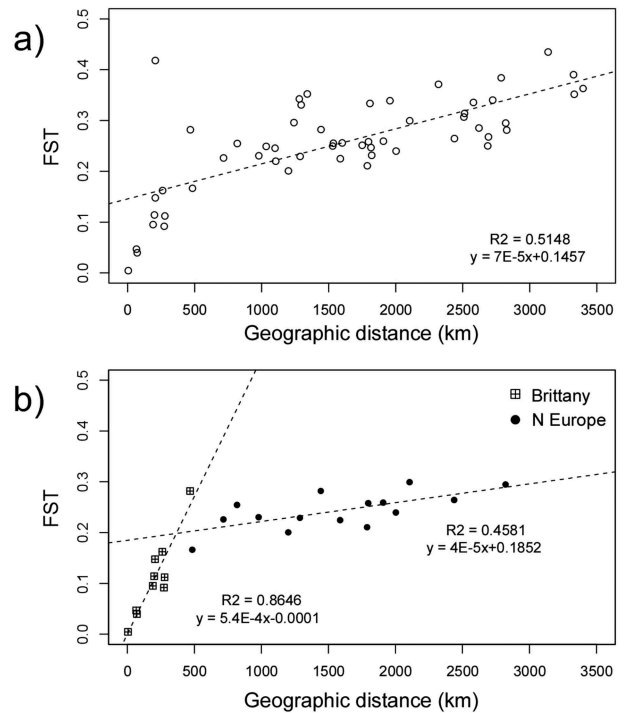 a)
0.5
0.4
0.3
0.2
0.1
0.0
FST
R2 = 0.5148
y = 7E-5x+0.1457
0 500 1000 1500 2000 2500 3000 3500
Geographic distance (km)
b)
0.5
0.4
0.3
0.2
0.1
0.0
FST
Brittany
N Europe
R2 = 0.4581
y = 4E-5x+0.1852
R2 = 0.8646
y = 5.4E-4x-0.0001
0 500 1000 1500 2000 2500 3000 3500
Geographic distance (km)